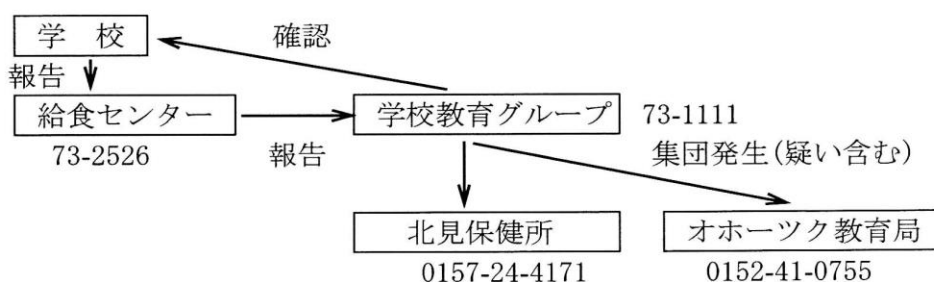 学　校
確認
報告
給食センター
学校教育グループ
73-1111
73-2526
報告
集団発生(疑い含む)
北見保健所
オホーツク教育局
0157-24-4171
0152-41-0755